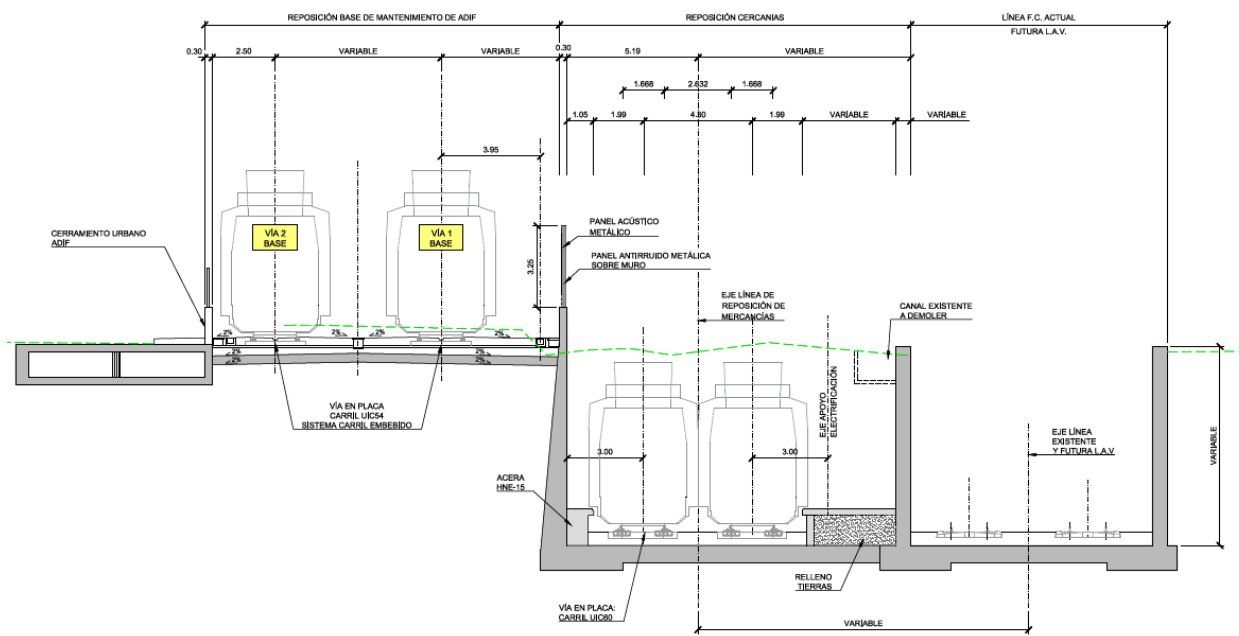 REPOSICIÓN BASE DE MANTENIMIENTO DE ADIF
REPOSICIÓN CERCANIAS
LÍNEA F.C. ACTUAL
FUTURA L.A.V.
0.30
2.50
VARIABLE
VARIABLE
0.30
5.19
VARIABLE
1.668
2.632
1.668
1.05
1.99
4.80
1.99
VARIABLE
VARIABLE
3.95
VÍA 2
BASE
VÍA 1
BASE
CERRAMIENTO URBANO
ADIF
PANEL ACÚSTICO
METÁLICO
PANEL ANTIRRUIDO METÁLICA
SOBRE MURO
3.25
EJE LÍNEA DE
REPOSICIÓN DE
MERCANCÍAS
CANAL EXISTENTE
A DEMOLER
2%
2%
2%
2%
2%
2%
2%
2%
VÍA EN PLACA
CARRIL UIC54
SISTEMA CARRIL EMBEBIDO
EJE APOYO
ELECTRIFICACIÓN
3.00
3.00
EJE LÍNEA
EXISTENTE
Y FUTURA L.A.V
VARIABLE
ACERA
HNE-15
RELLENO
TIERRAS
VÍA EN PLACA:
CARRIL UIC60
VARIABLE